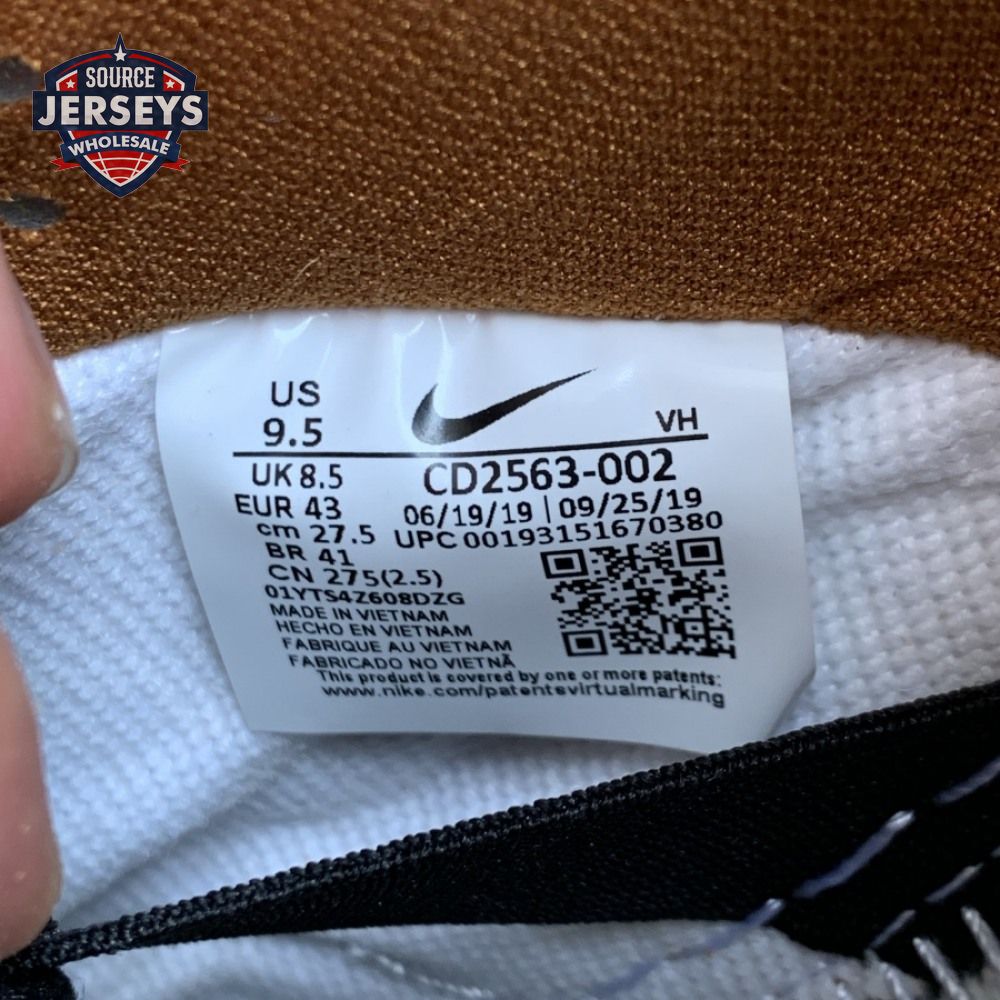 SOURCE
JERSEYS
WHOLESALE
US
9.5
VH
UK 8.5
CD2563-002
EUR 43
06/19/19 | 09/25/19
cm 27.5
UPC 00193151670380
BR 41
CN 275(2.5)
01YTS4Z608DZG
MADE IN VIETNAM
HECHO EN VIETNAM
FABRIQUE AU VIETNAM
FABRICADO NO VIETNÃ
This product is covered by one or more patents:
www.nike.com/patentsvirtualmarking